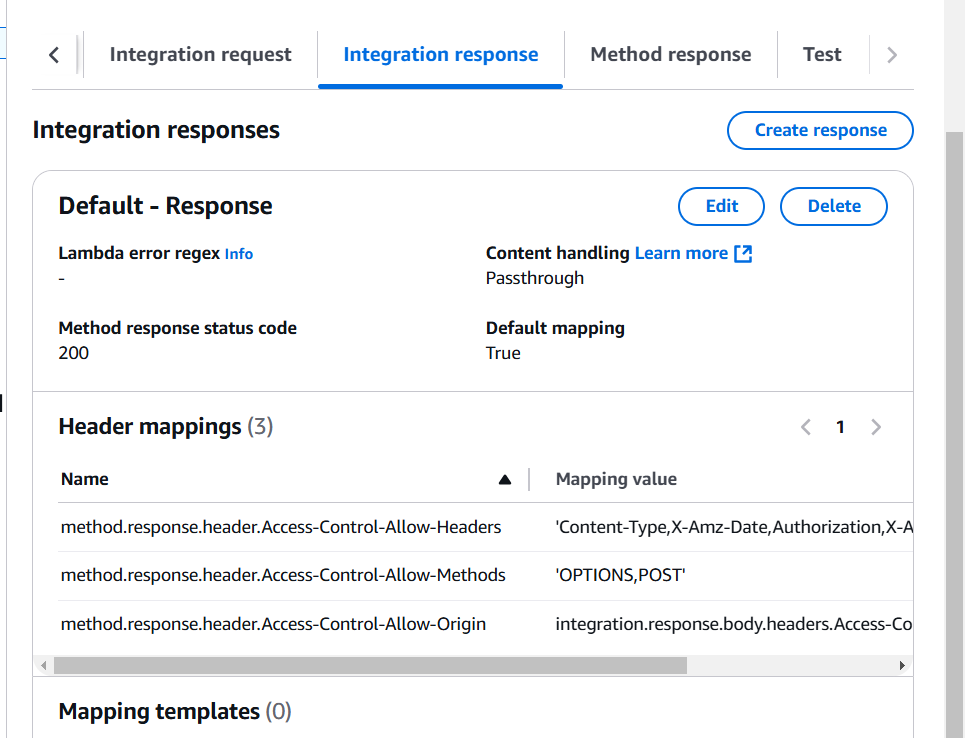 Integration request Integration response Method response Test
Integration responses Create response
Default - Response Edit Delete
Lambda error regex Info Content handling Learn more
- Passthrough
Method response status code Default mapping
200 True
Header mappings (3) 1
Name Mapping value
method.response.header.Access-Control-Allow-Headers 'Content-Type,X-Amz-Date,Authorization,X-A
method.response.header.Access-Control-Allow-Methods 'OPTIONS,POST'
method.response.header.Access-Control-Allow-Origin integration.response.body.headers.Access-Co
Mapping templates (0)